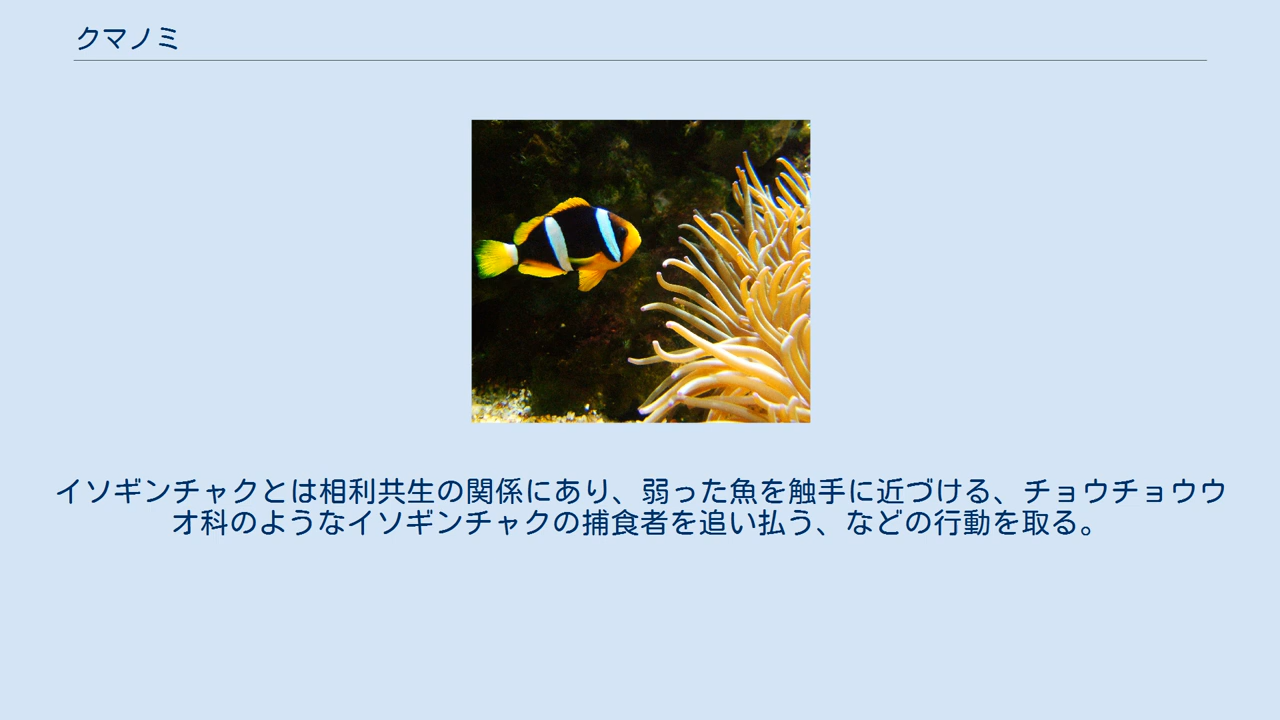 クマノミ
イソギンチャクとは相利共生の関係にあり、弱った魚を触手に近づける、チョウチョウウ
オ科のようなイソギンチャクの捕食者を追い払う、などの行動を取る。